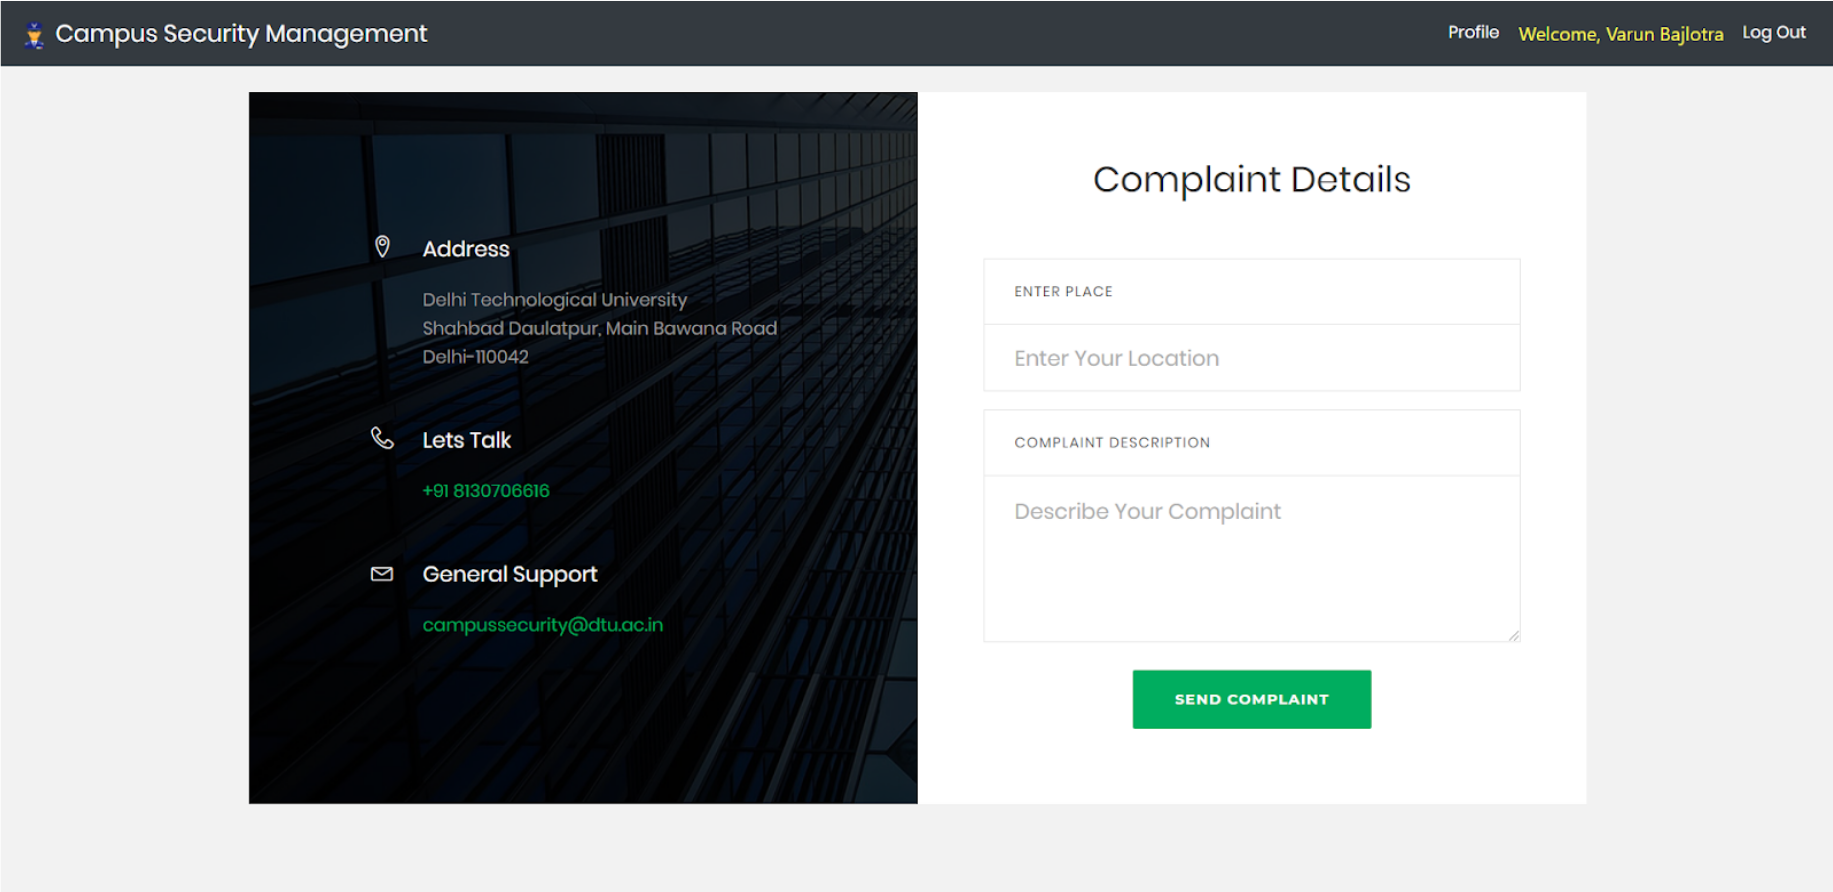 Campus Security Management
Profile
Welcome, Varun Bajlotra
Log Out
Address
Delhi Technological University
Shahbad Daulatpur, Main Bawana Road
Delhi-110042
Lets Talk
+91 8130706616
General Support
campussecurity@dtu.ac.in
Complaint Details
ENTER PLACE
Enter Your Location
COMPLAINT DESCRIPTION
Describe Your Complaint
SEND COMPLAINT